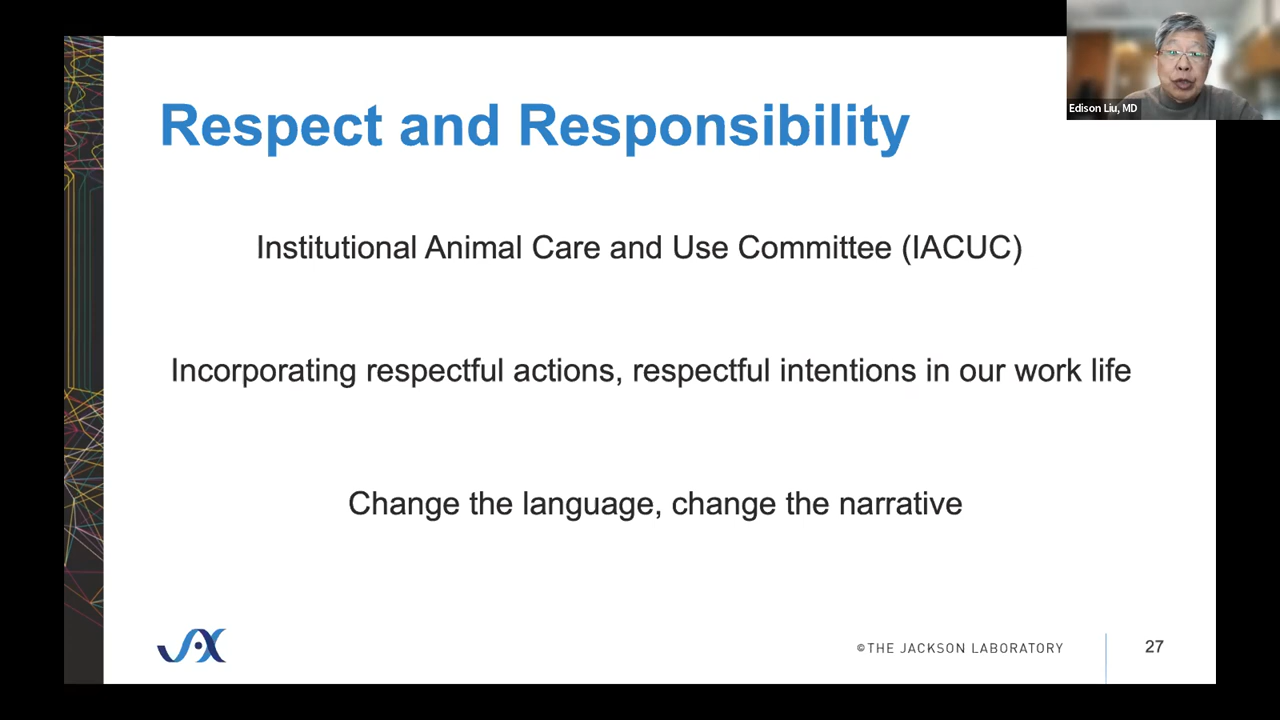 Edison Liu, MD
Respect and Responsibility
Institutional Animal Care and Use Committee (IACUC)
Incorporating respectful actions, respectful intentions in our work life
Change the language, change the narrative
JAX
©THE JACKSON LABORATORY
27